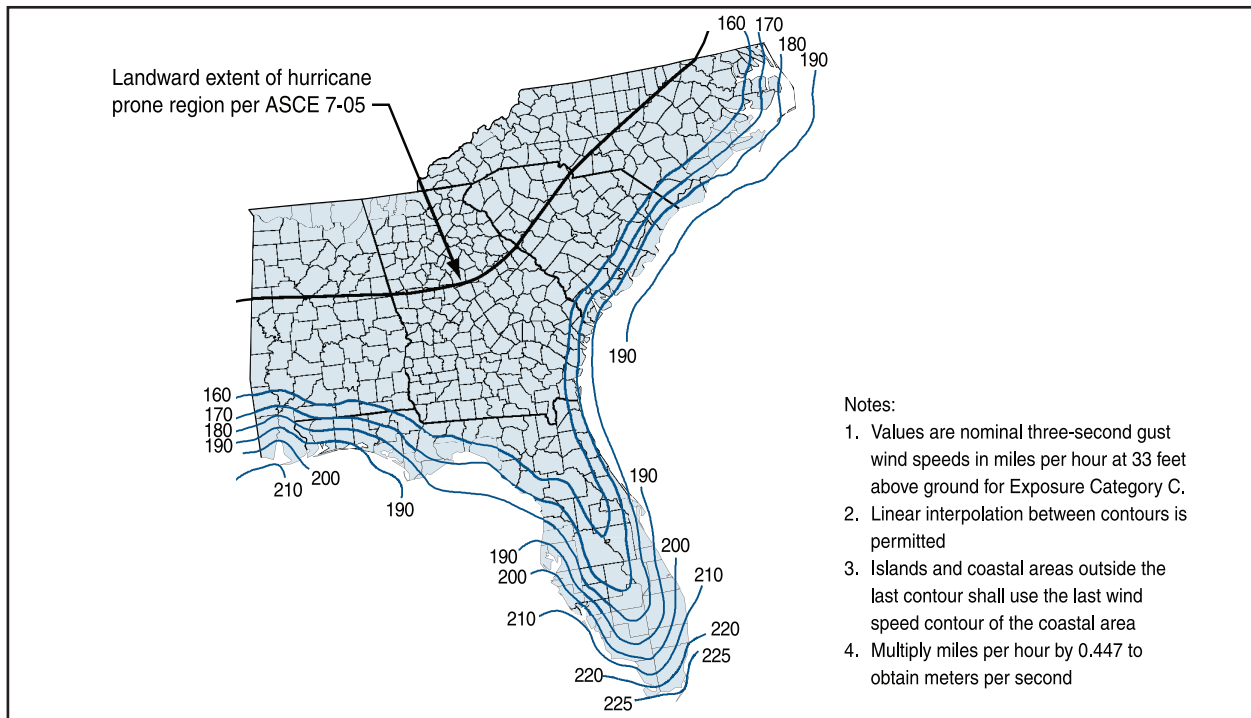 160
170
180
190
Landward extent of hurricane
prone region per ASCE 7-05
190
160
170
180
190
200
210
190
190
190
200
200
210
210
220
220
225
225
Notes:
1. Values are nominal three-second gust
wind speeds in miles per hour at 33 feet
above ground for Exposure Category C.
2. Linear interpolation between contours is
permitted
3. Islands and coastal areas outside the
last contour shall use the last wind
speed contour of the coastal area
4. Multiply miles per hour by 0.447 to
obtain meters per second